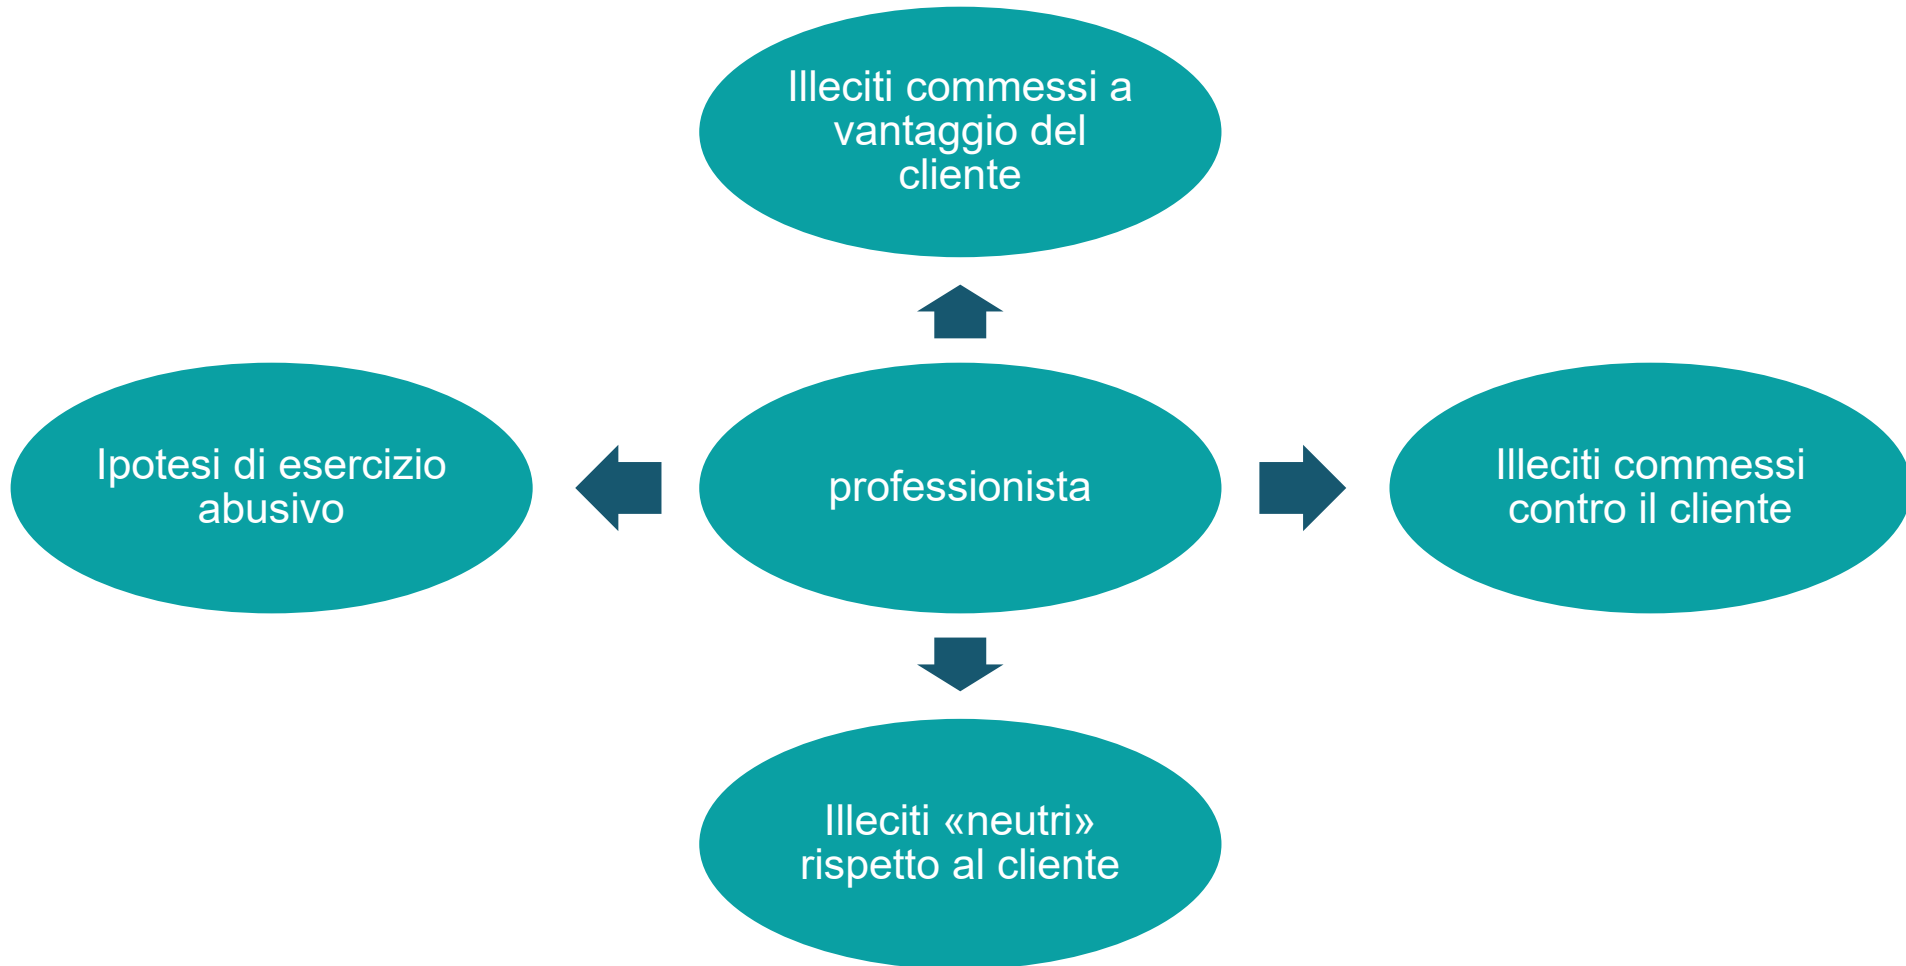 Illeciti commessi a
vantaggio del
cliente
Ipotesi di esercizio
abusivo
professionista
Illeciti commessi
contro il cliente
Illeciti «neutri»
rispetto al cliente